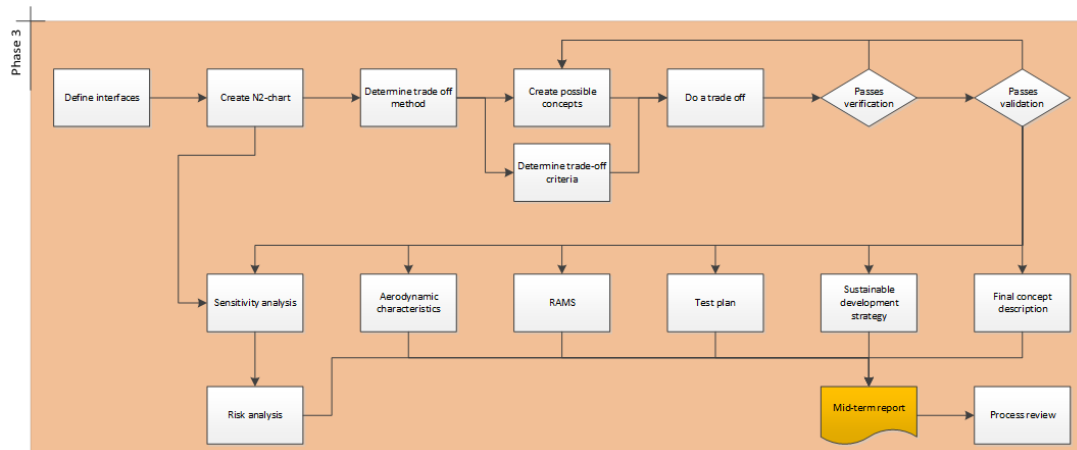 Phase 3
Define interfaces
Create N2-chart
Determine trade off
method
Create possible
concepts
Do a trade off
Passes
verification
Passes
validation
Determine trade-off
criteria
Sensitivity analysis
Aerodynamic
characteristics
RAMS
Test plan
Sustainable
development
strategy
Final concept
description
Risk analysis
Mid-term report
Process review